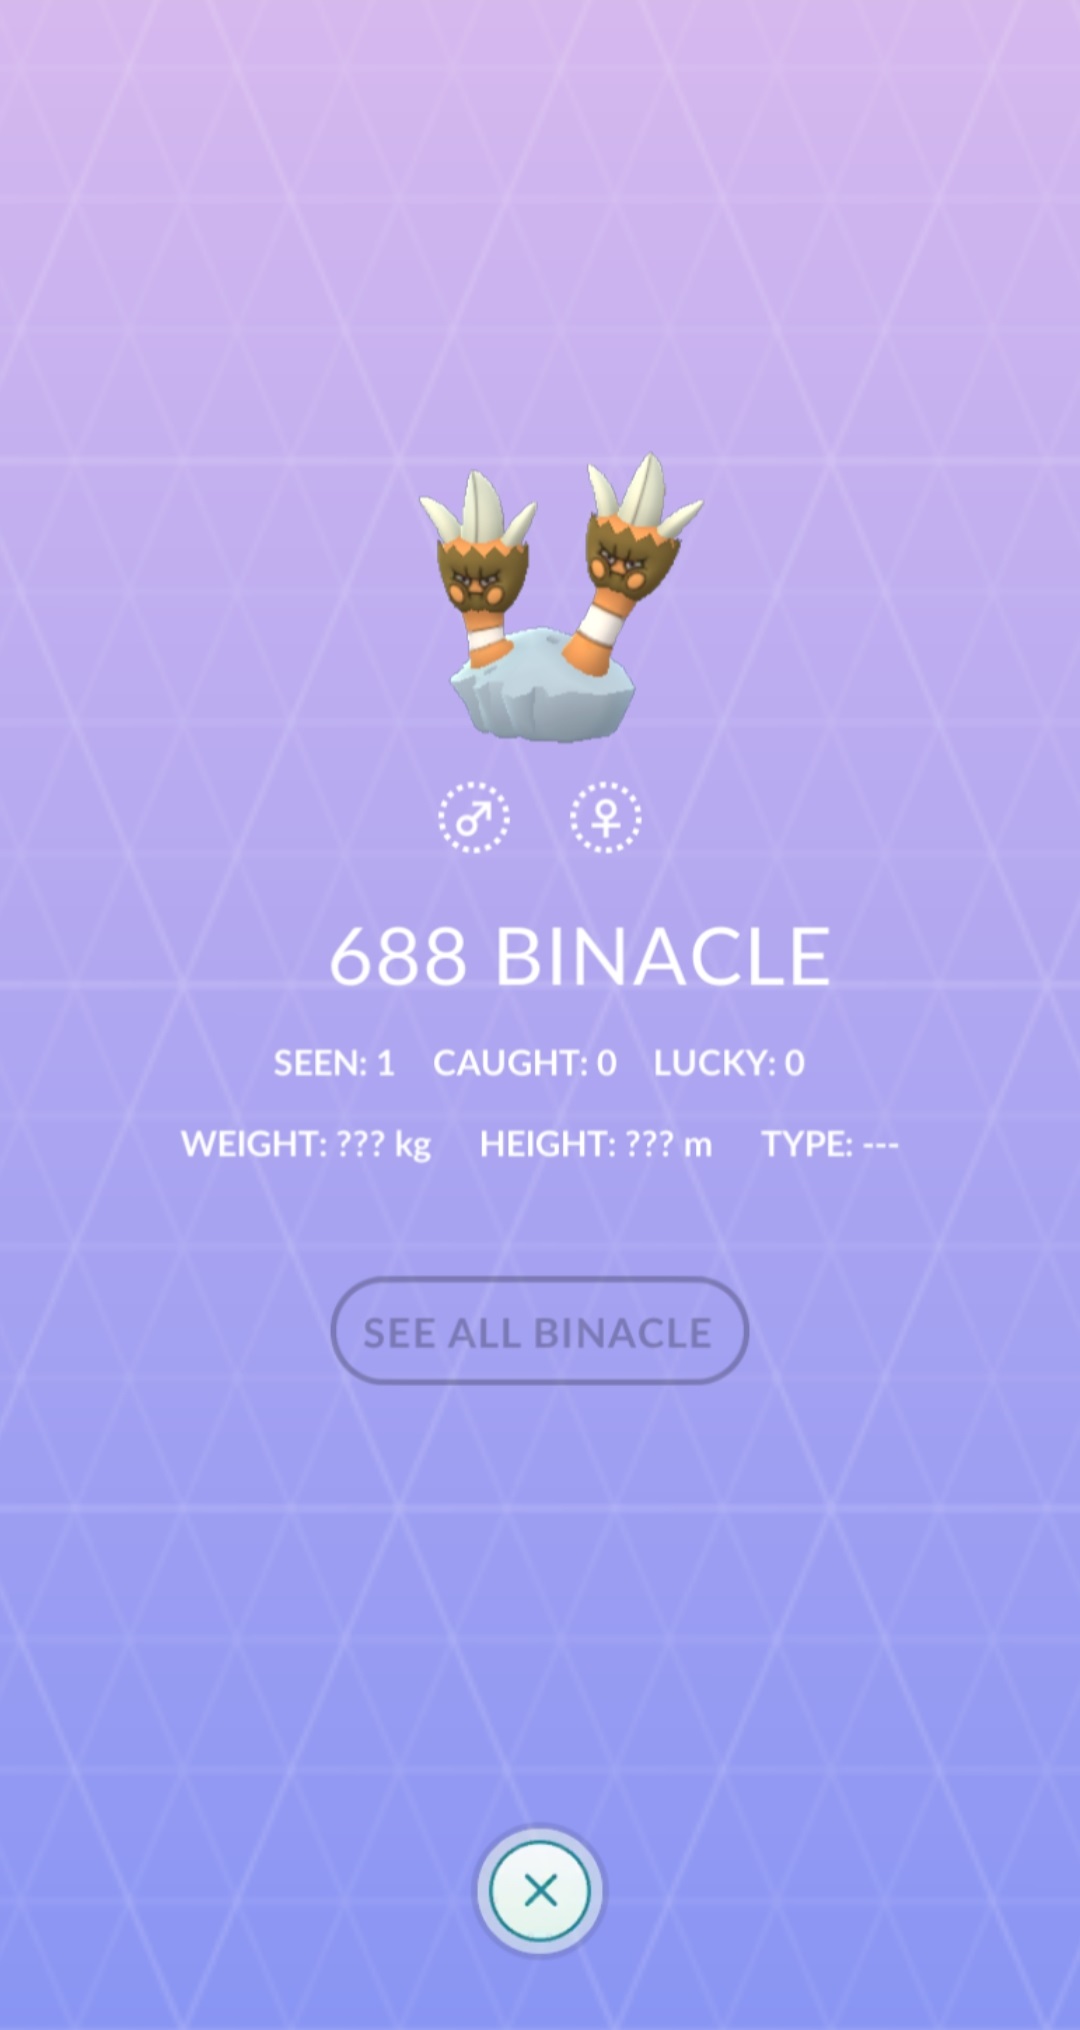 688 BINACLE
SEEN: 1 CAUGHT: 0 LUCKY: 0
WEIGHT: ??? kg HEIGHT: ??? m TYPE: ---
SEE ALL BINACLE